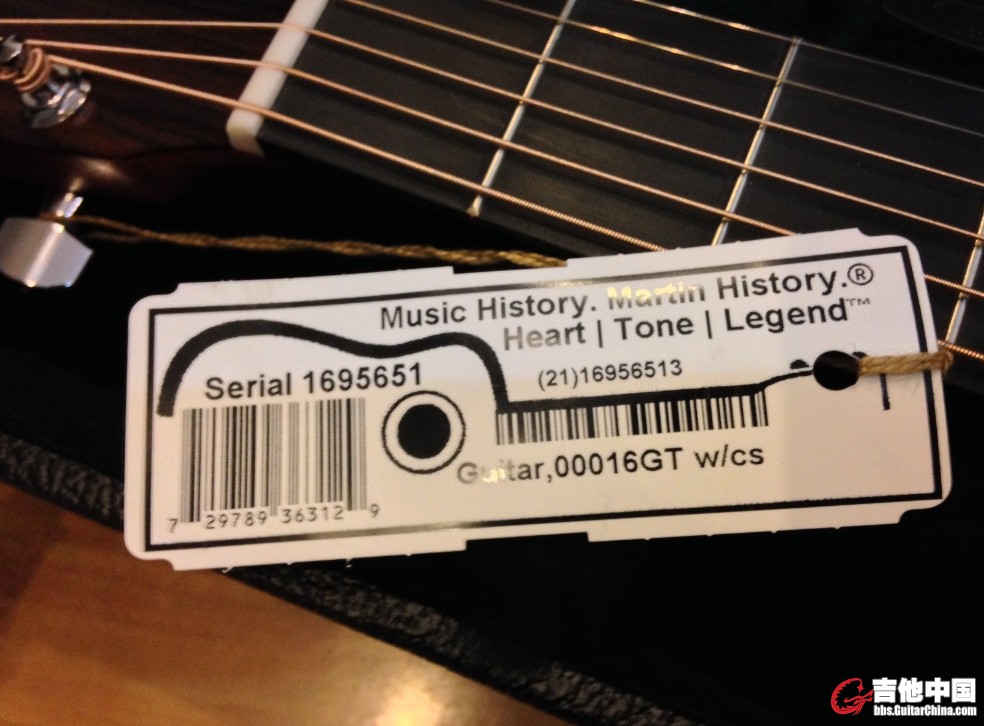 Music History. Martin History.®
Heart | Tone | Legend™
Serial 1695651
(21)16956513
Guitar,00016GT w/cs
7 29789 36312 9
吉他中国
bbs.GuitarChina.com